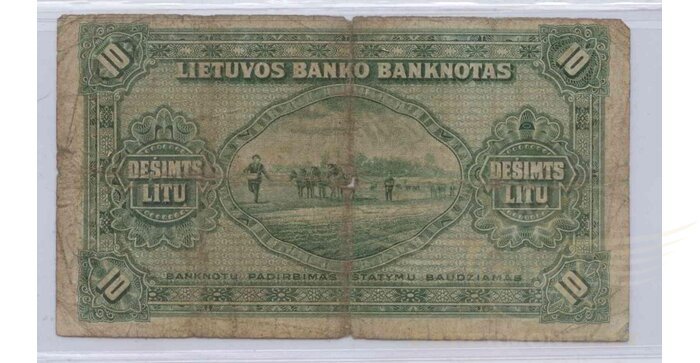 10 10
LIETUVOS BANKO BANKNOTAS
DEŠIMTS
LITŲ
DEŠIMTS
LITŲ
BANKNOTŲ PADIRBIMAS ĮSTATYMŲ BAUDŽIAMAS
10 10